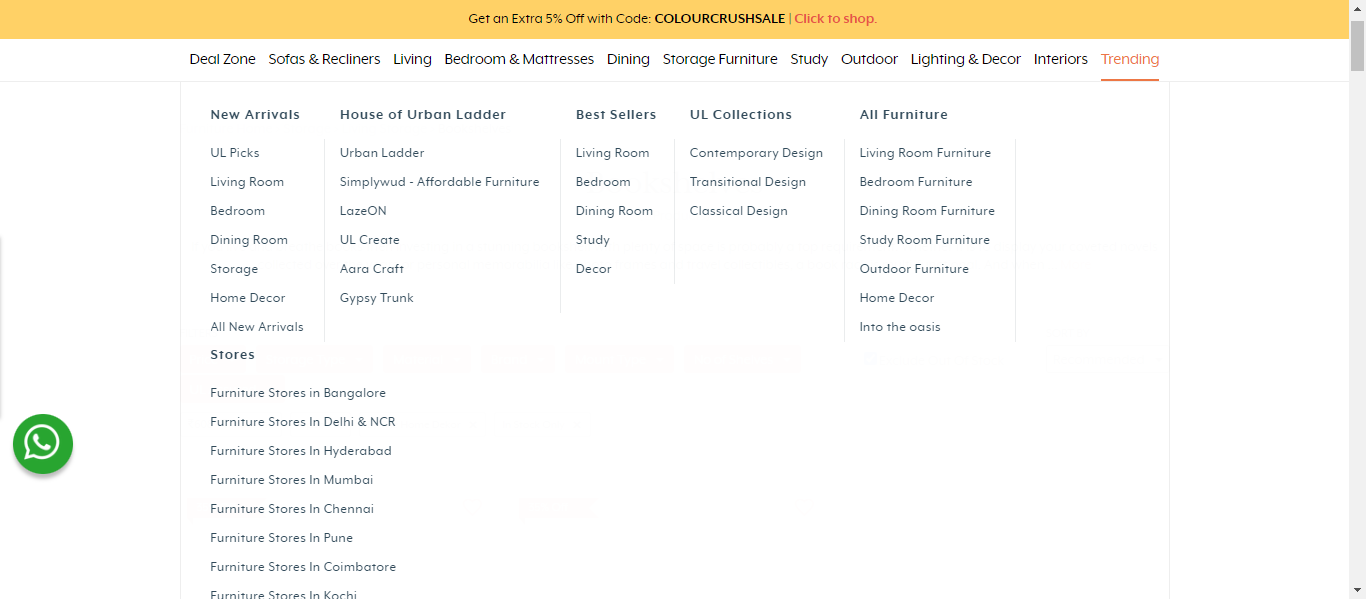 Get an Extra 5% Off with Code: COLOURCRUSHSALE | Click to shop.
Deal Zone Sofas & Recliners Living Bedroom & Mattresses Dining Storage Furniture Study Outdoor Lighting & Decor Interiors Trending
New Arrivals
UL Picks
Living Room
Bedroom
Dining Room
Storage
Home Decor
All New Arrivals
House of Urban Ladder
Urban Ladder
Simplywud - Affordable Furniture
LazeON
UL Create
Aara Craft
Gypsy Trunk
Best Sellers
Living Room
Bedroom
Dining Room
Study
Decor
UL Collections
Contemporary Design
Transitional Design
Classical Design
All Furniture
Living Room Furniture
Bedroom Furniture
Dining Room Furniture
Study Room Furniture
Outdoor Furniture
Home Decor
Into the oasis
Stores
Furniture Stores in Bangalore
Furniture Stores In Delhi & NCR
Furniture Stores In Hyderabad
Furniture Stores In Mumbai
Furniture Stores In Chennai
Furniture Stores In Pune
Furniture Stores In Coimbatore
Furniture Stores In Kochi